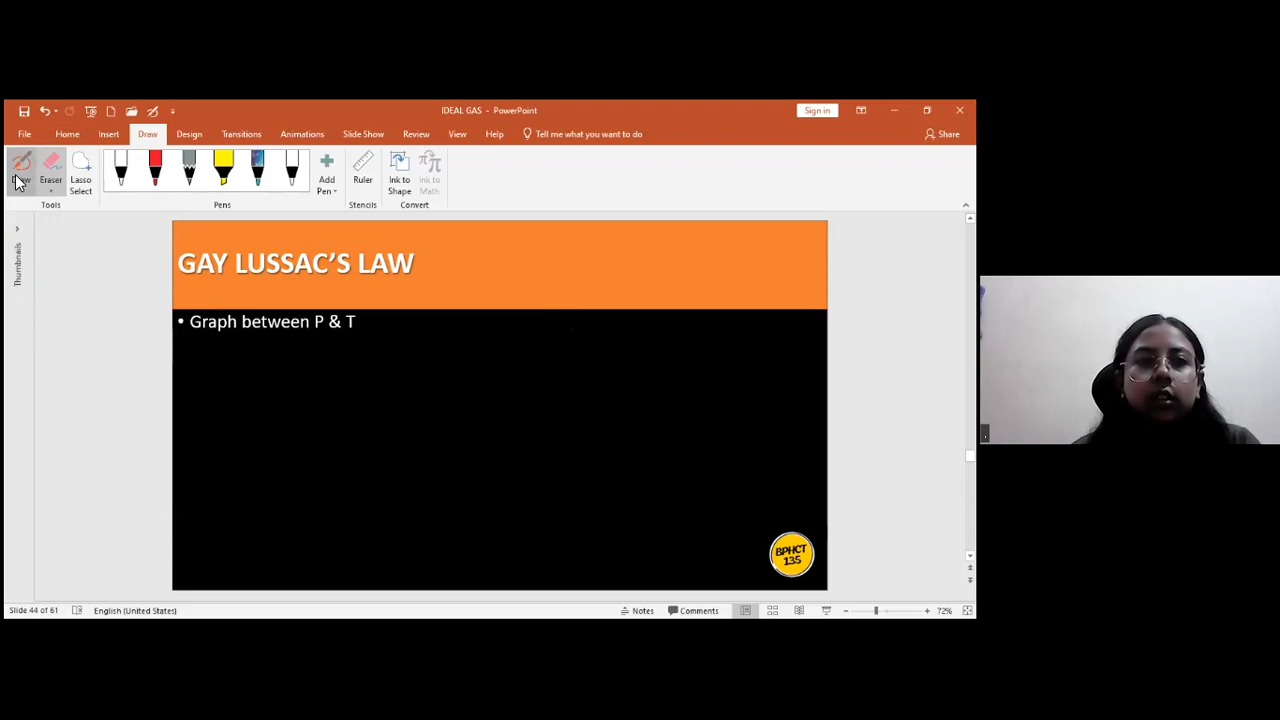 IDEAL GAS - PowerPoint
Sign in
File Home Insert Draw Design Transitions Animations Slide Show Review View Help Tell me what you want to do
Share
Draw Eraser Lasso Select
Add Pen
Ruler
Ink to Shape
Ink to Math
Tools Pens Stencils Convert
Thumbnails
GAY LUSSAC’S LAW
• Graph between P & T
BPHCT
135
Slide 44 of 61 English (United States) Notes Comments 72%